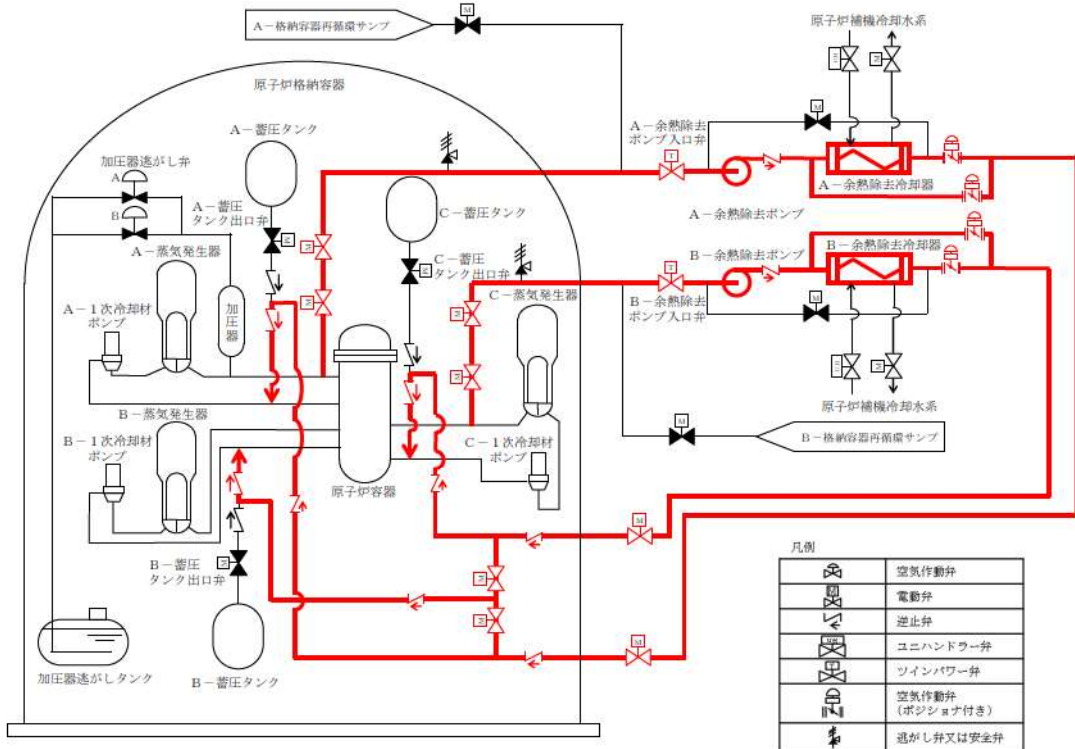 A－格納容器再循環サンプ
M
原子炉補機冷却水系
原子炉格納容器
A－蓄圧タンク
加圧器逃がし弁
A
B
A－余熱除去
ポンプ入口弁
T
M
UH
M
A－余熱除去冷却器
A－蓄圧
タンク出口弁
M
C－蓄圧タンク
M
A－余熱除去ポンプ
A－蒸気発生器
C－蓄圧
タンク出口弁
M
B－余熱除去ポンプ
B－余熱除去冷却器
T
A－1次冷却材
ポンプ
加圧器
M
C－蒸気発生器
M
B－余熱除去
ポンプ入口弁
M
M
UH
M
原子炉補機冷却水系
B－蒸気発生器
B－1次冷却材
ポンプ
C－1次冷却材
ポンプ
M
B－格納容器再循環サンプ
原子炉容器
M
B－蓄圧
タンク出口弁
M
M
M
M
B－蓄圧タンク
加圧器逃がしタンク
凡例
空気作動弁
M
電動弁
逆止弁
UH
ユニハンドラー弁
T
ツインパワー弁
空気作動弁
(ポジショナ付き)
逃がし弁又は安全弁